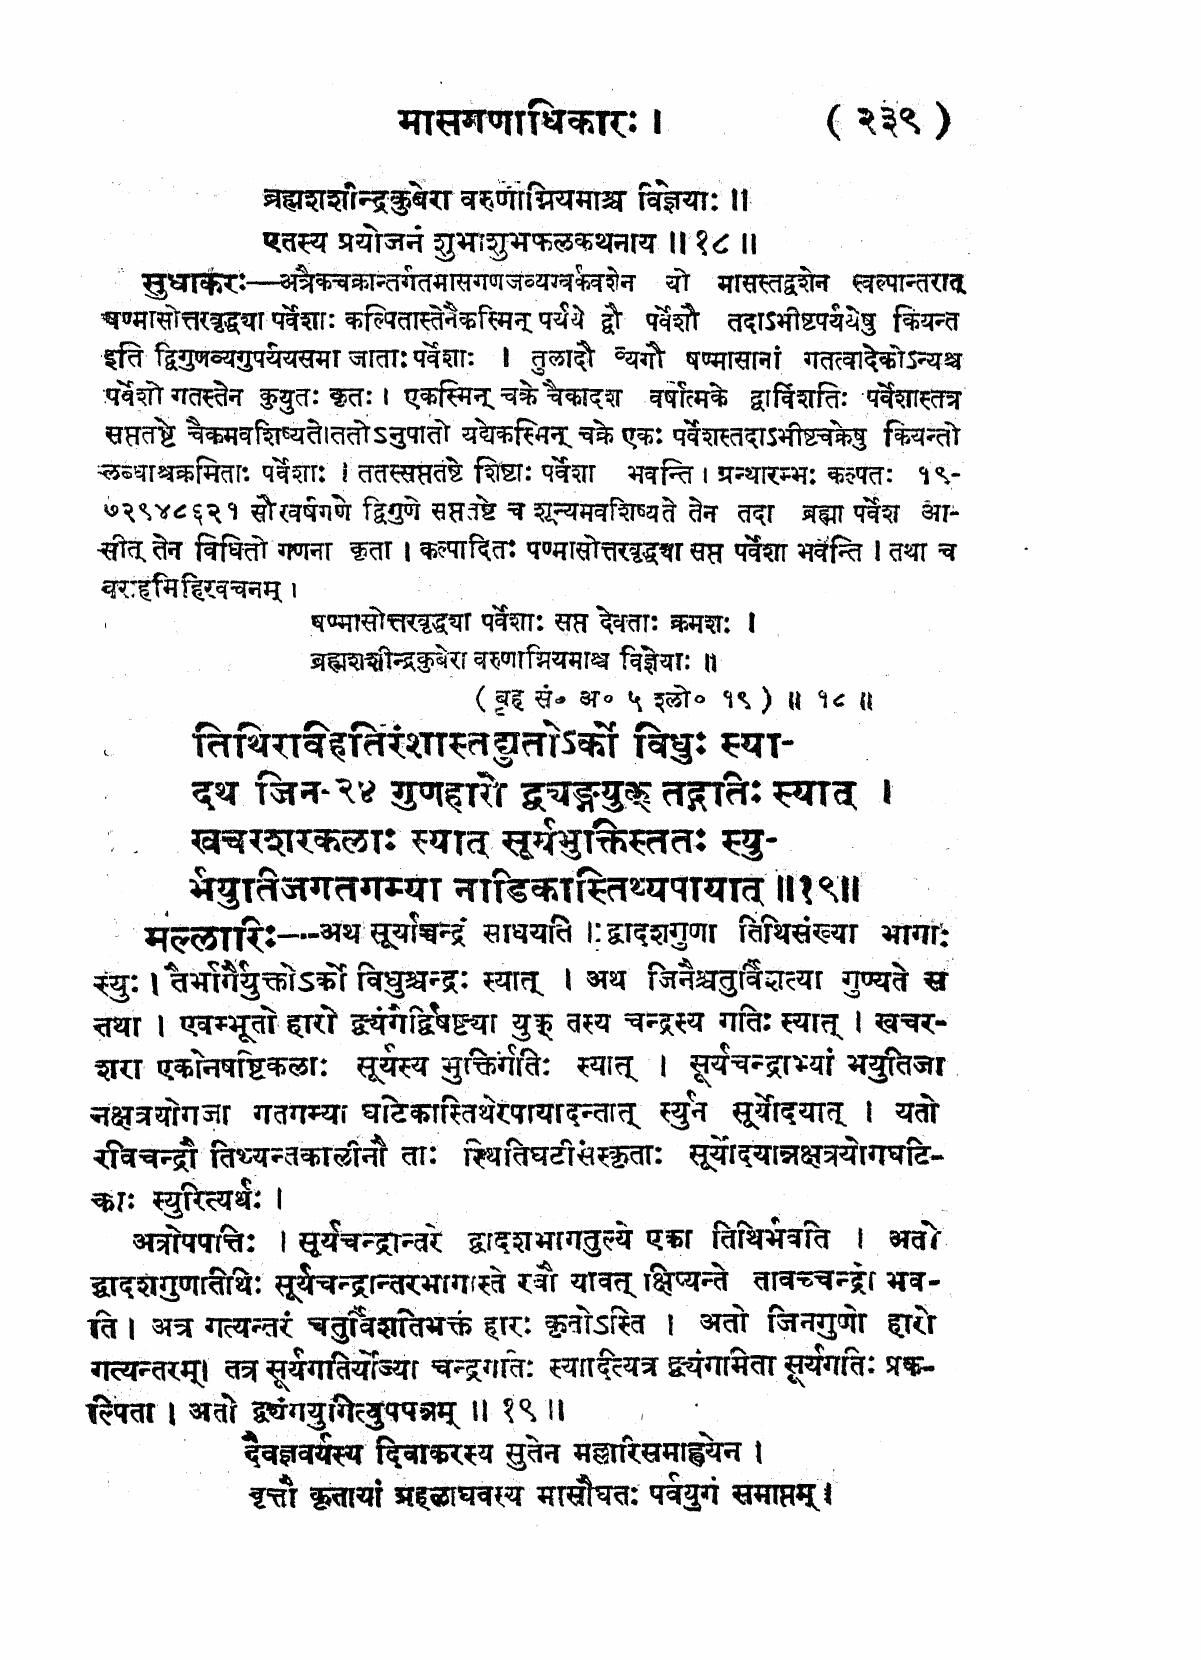 मासगणाधिकारः । ( २३९ )
ब्रह्मशशीन्द्रकुबेरा वरुणाग्नियमाश्च विज्ञेयाः ॥
एतस्य प्रयोजनं शुभाशुभफलकथनाय ॥ १८ ॥
सुधाकरः—अत्रैकचक्रान्तर्गतमासगणजव्यग्वर्कवशेन यो मासस्तद्वशेन स्वल्पान्तरात्
षण्मासोत्तरवृद्ध्या पर्वेशाः कल्पितास्तेनैकस्मिन् पर्यये द्वौ पर्वेशौ तदाऽभीष्टपर्ययेषु कियन्त
इति द्विगुणव्यगुपर्ययसमा जाताः पर्वेशाः । तुलादौ व्यगौ षण्मासानां गतत्वादेकोऽन्यश्च
पर्वेशो गतस्तेन कुयुतः कृतः । एकस्मिन् चक्रे चैकादश वर्षात्मके द्वाविंशतिः पर्वेशास्तत्र
सप्ततष्टे चैकमवशिष्यते।ततोऽनुपातो यद्येकस्मिन् चक्रे एकः पर्वेशस्तदाऽभीष्टचक्रेषु कियन्तो
लब्धाश्चक्रमिताः पर्वेशाः । ततस्सप्ततष्टे शिष्टाः पर्वेशा भवन्ति । ग्रन्थारम्भः कल्पतः १९-
७२९४८६२१ सौरवर्षगणे द्विगुणे सप्ततष्टे च शून्यमवशिष्यते तेन तदा ब्रह्मा पर्वेश आ-
सीत् तेन विधितो गणना कृता । कल्पादितः षण्मासोत्तरवृद्ध्या सप्त पर्वेशा भवन्ति । तथा च
वराहमिहिरवचनम् ।
षण्मासोत्तरवृद्ध्या पर्वेशाः सप्त देवताः क्रमशः ।
ब्रह्मशशीन्द्रकुबेरा वरुणाग्नियमाश्च विज्ञेयाः ॥
( बृह सं० अ० ५ श्लो० १९ ) ॥ १८ ॥
तिथिरविहतिरंशास्तद्युतोऽर्को विधुः स्या-
दथ जिन-२४ गुणहारो द्व्यङ्गयुक् तद्गतिः स्यात् ।
खचरशरकलाः स्यात् सूर्यभुक्तिस्ततः स्यु-
र्भयुतिजगतगम्या नाडिकास्तिथ्यपायात् ॥१९॥
मल्लारिः—--अथ सूर्याच्चन्द्रं साधयति । द्वादशगुणा तिथिसंख्या भागाः
स्युः । तैर्भागैर्युक्तोऽर्को विधुश्चन्द्रः स्यात् । अथ जिनैश्चतुर्विंशत्या गुण्यते स
तथा । एवम्भूतो हारो द्व्यंगैर्द्विषष्ट्या युक् तस्य चन्द्रस्य गतिः स्यात् । खचर-
शरा एकोनषष्टिकलाः सूर्यस्य भुक्तिर्गतिः स्यात् । सूर्यचन्द्राभ्यां भयुतिजा
नक्षत्रयोगजा गतगम्या घटिकास्तिथेरपायादन्तात् स्युर्न सूर्योदयात् । यतो
रविचन्द्रौ तिथ्यन्तकालीनौ ताः स्थितिघटीसंस्कृताः सूर्योदयान्नक्षत्रयोगघटि-
काः स्युरित्यर्थः ।
अत्रोपपत्तिः । सूर्यचन्द्रान्तरे द्वादशभागतुल्ये एका तिथिर्भवति । अतो
द्वादशगुणातिथिः सूर्यचन्द्रान्तरभागास्ते रवौ यावत् क्षिप्यन्ते तावच्चन्द्रो भव-
ति । अत्र गत्यन्तरं चतुर्विंशतिभक्तं हारः कृतोऽस्ति । अतो जिनगुणो हारो
गत्यन्तरम्। तत्र सूर्यगतिर्योज्या चन्द्रगतिः स्यादित्यत्र द्व्यंगमिता सूर्यगतिः प्रक-
ल्पिता । अतो द्व्यंगयुगित्युपपन्नम् ॥ १९ ॥
दैवज्ञवर्यस्य दिवाकरस्य सुतेन मल्लारिसमाह्वयेन ।
वृत्तौ कृतायां ग्रहलाघवस्य मासौघतः पर्वयुगं समाप्तम् ।